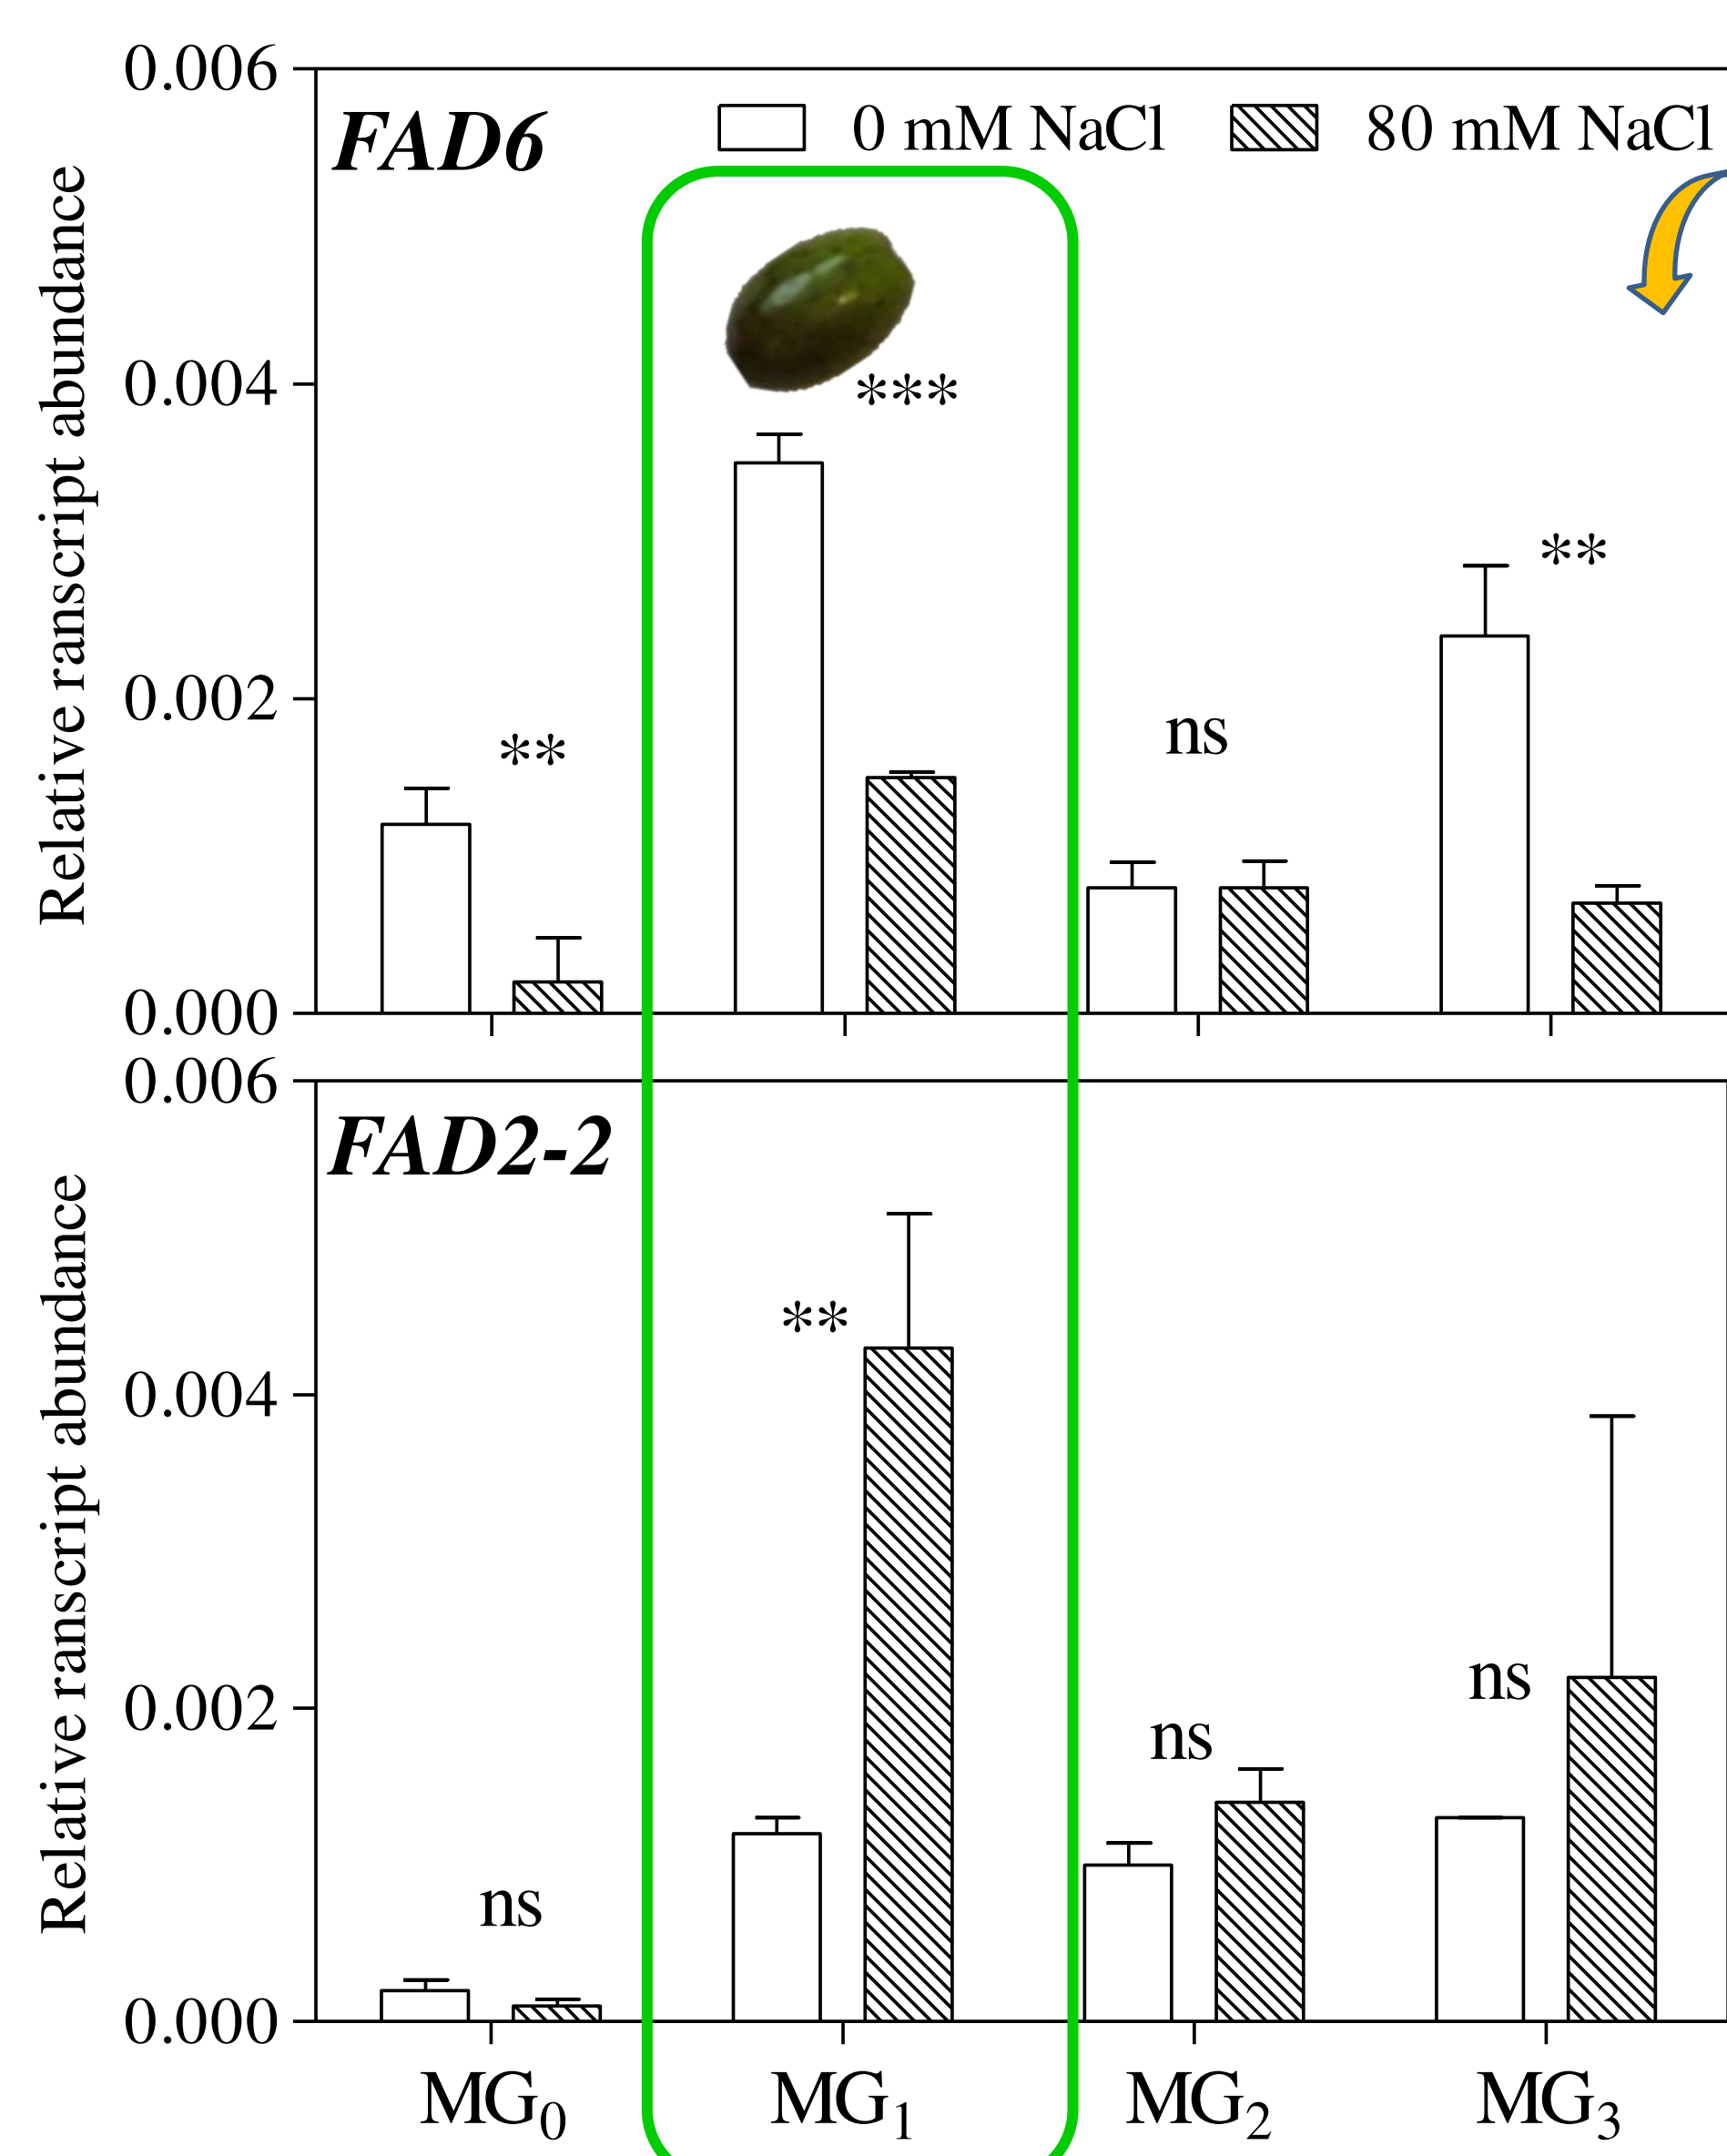 0.006
FAD6
0 mM NaCl
80 mM NaCl
Relative ranscript abundance
0.004
***
**
0.002
**
ns
0.000
0.006
FAD2-2
Relative ranscript abundance
0.004
**
0.002
ns
ns
ns
0.000
MG₀ MG₁ MG₂ MG₃